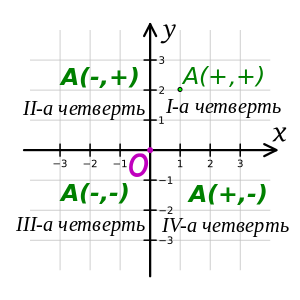 y
3
A(-,+) A(+,+)
2
II-а четверть I-а четверть
1
x
−3 −2 −1 O 1 2 3
−1
A(-,-) A(+,-)
−2
III-а четверть IV-а четверть
−3